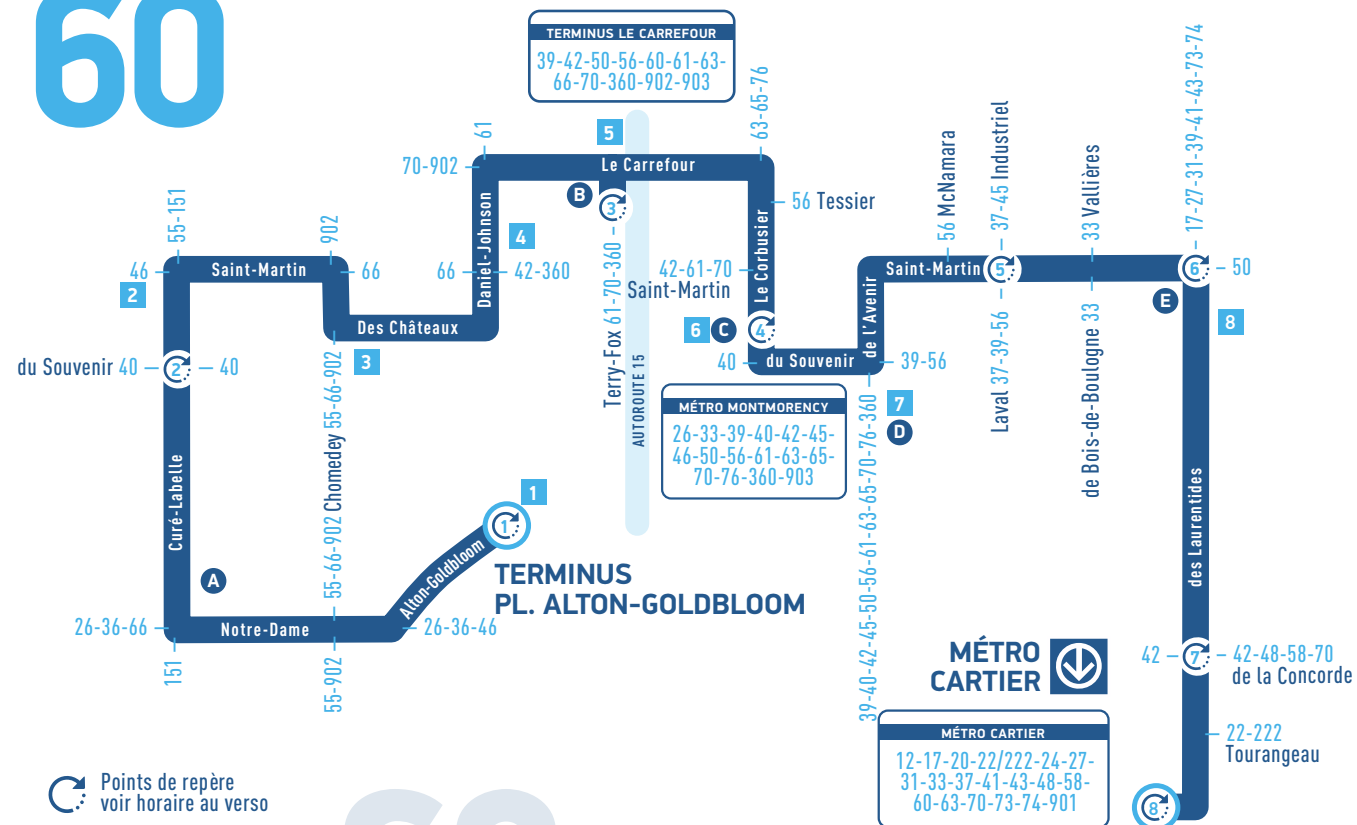 60
TERMINUS LE CARREFOUR
39-42-50-56-60-61-63-
66-70-360-902-903
61
70-902
5
Le Carrefour
63-65-76
B
3
56 Tessier
55-151
902
46
Saint-Martin
66
2
66
Daniel-Johnson
4
42-360
Des Châteaux
3
Terry-Fox 61-70-360
AUTOROUTE 15
42-61-70
Saint-Martin
Le Corbusier
6
C
4
40
du Souvenir
de l'Avenir
39-56
7
D
39-40-42-45-50-56-61-63-65-70-76-360
MÉTRO MONTMORENCY
26-33-39-40-42-45-
46-50-56-61-63-65-
70-76-360-903
56 McNamara
37-45 Industriel
33 Vallières
17-27-31-39-41-43-73-74
Saint-Martin
5
6
50
E
8
Laval 37-39-56
de Bois-de-Boulogne 33
des Laurentides
du Souvenir 40
2
40
Curé-Labelle
A
55-66-902 Chomedey 55-66-902
1
1
TERMINUS
PL. ALTON-GOLDBLOOM
Alton-Goldbloom
26-36-66
Notre-Dame
26-36-46
151
55-902
MÉTRO
CARTIER
42
7
42-48-58-70
de la Concorde
22-222
Tourangeau
MÉTRO CARTIER
12-17-20-22/222-24-27-
31-33-37-41-43-48-58-
60-63-70-73-74-901
8
Points de repère
voir horaire au verso